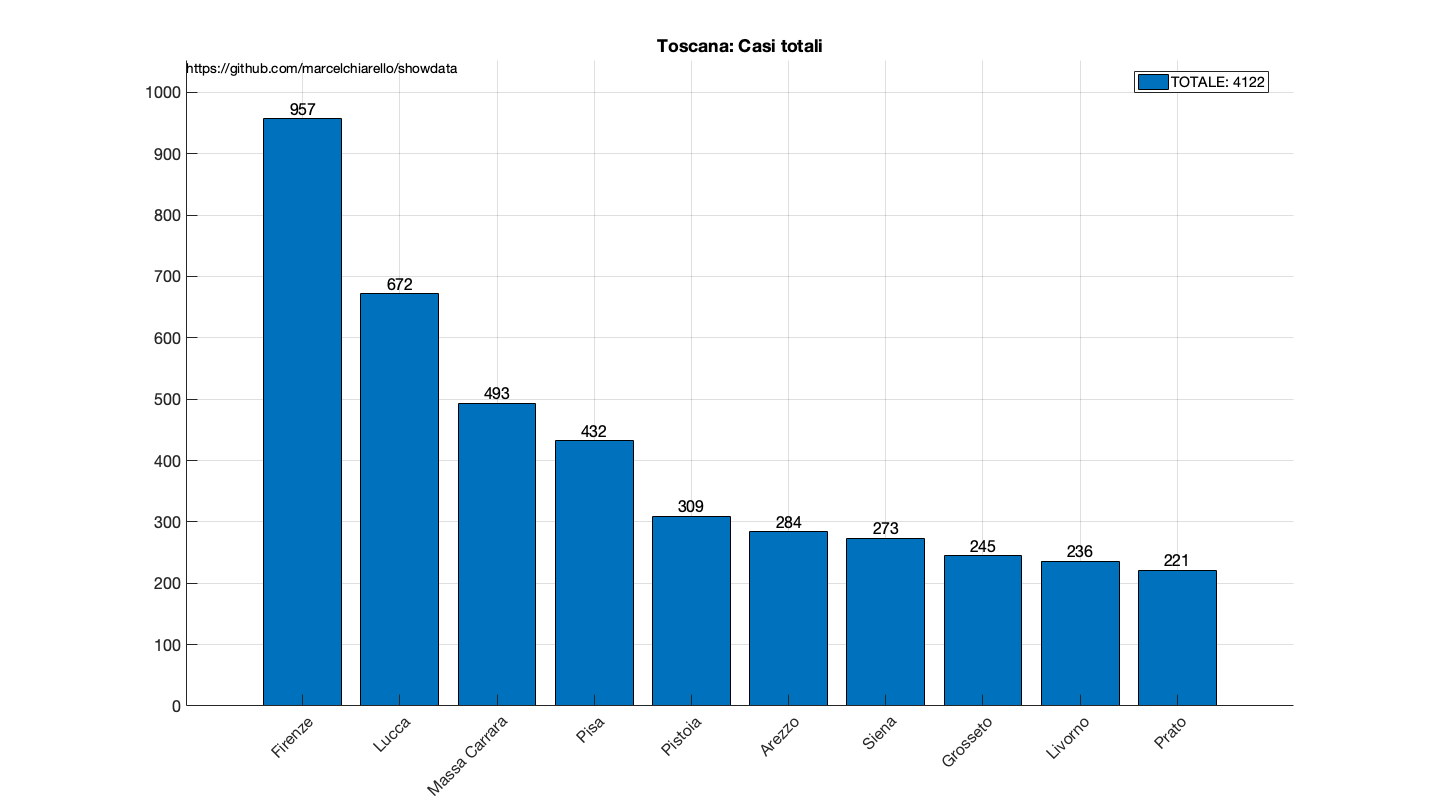 Toscana: Casi totali
https://github.com/marcelchiarello/showdata
TOTALE: 4122
1000
900
800
700
600
500
400
300
200
100
0
957
672
493
432
309
284
273
245
236
221
Firenze
Lucca
Massa Carrara
Pisa
Pistoia
Arezzo
Siena
Grosseto
Livorno
Prato